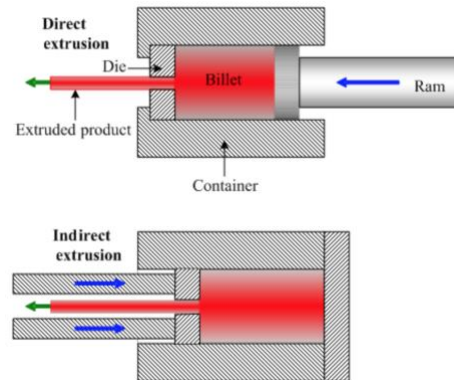 Direct
extrusion
Die
Billet
Ram
Extruded product
Container
Indirect
extrusion